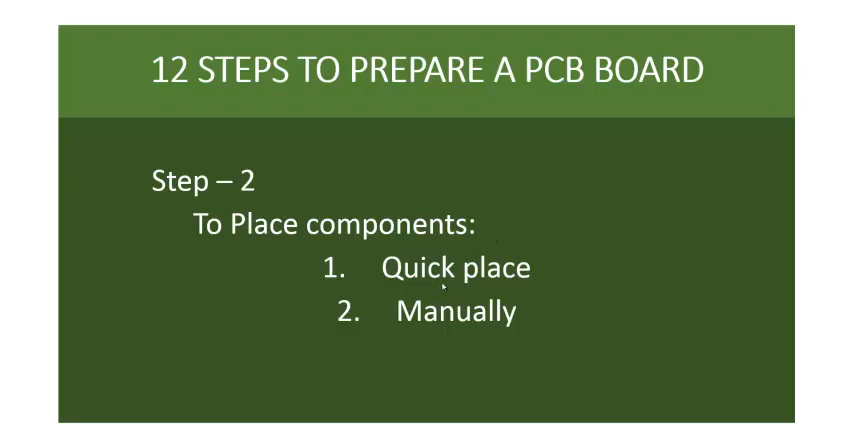 12 STEPS TO PREPARE A PCB BOARD
Step – 2
To Place components:
1. Quick place
2. Manually